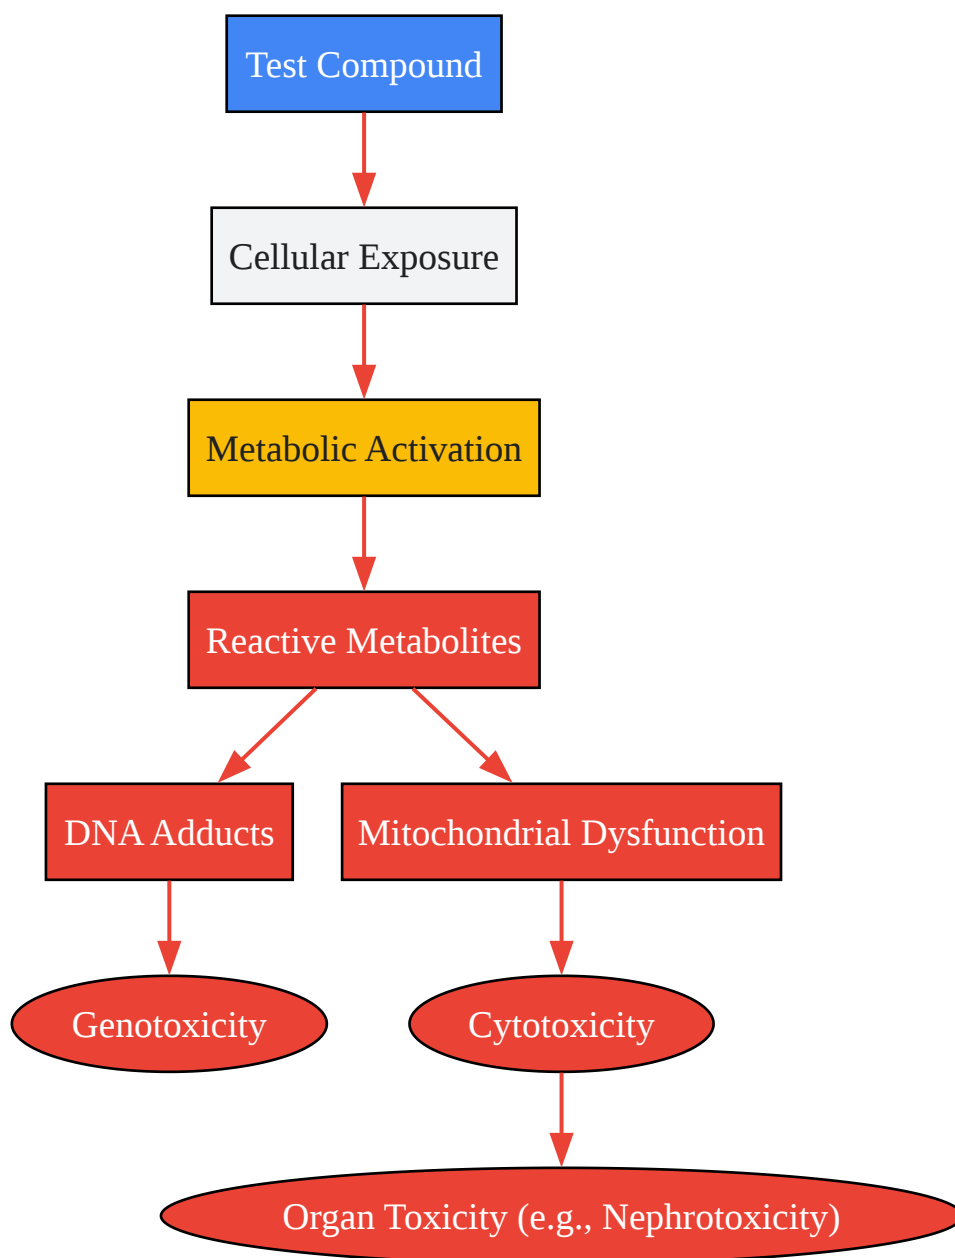 Test Compound
Cellular Exposure
Metabolic Activation
Reactive Metabolites
DNA Adducts
Mitochondrial Dysfunction
Genotoxicity
Cytotoxicity
Organ Toxicity (e.g., Nephrotoxicity)